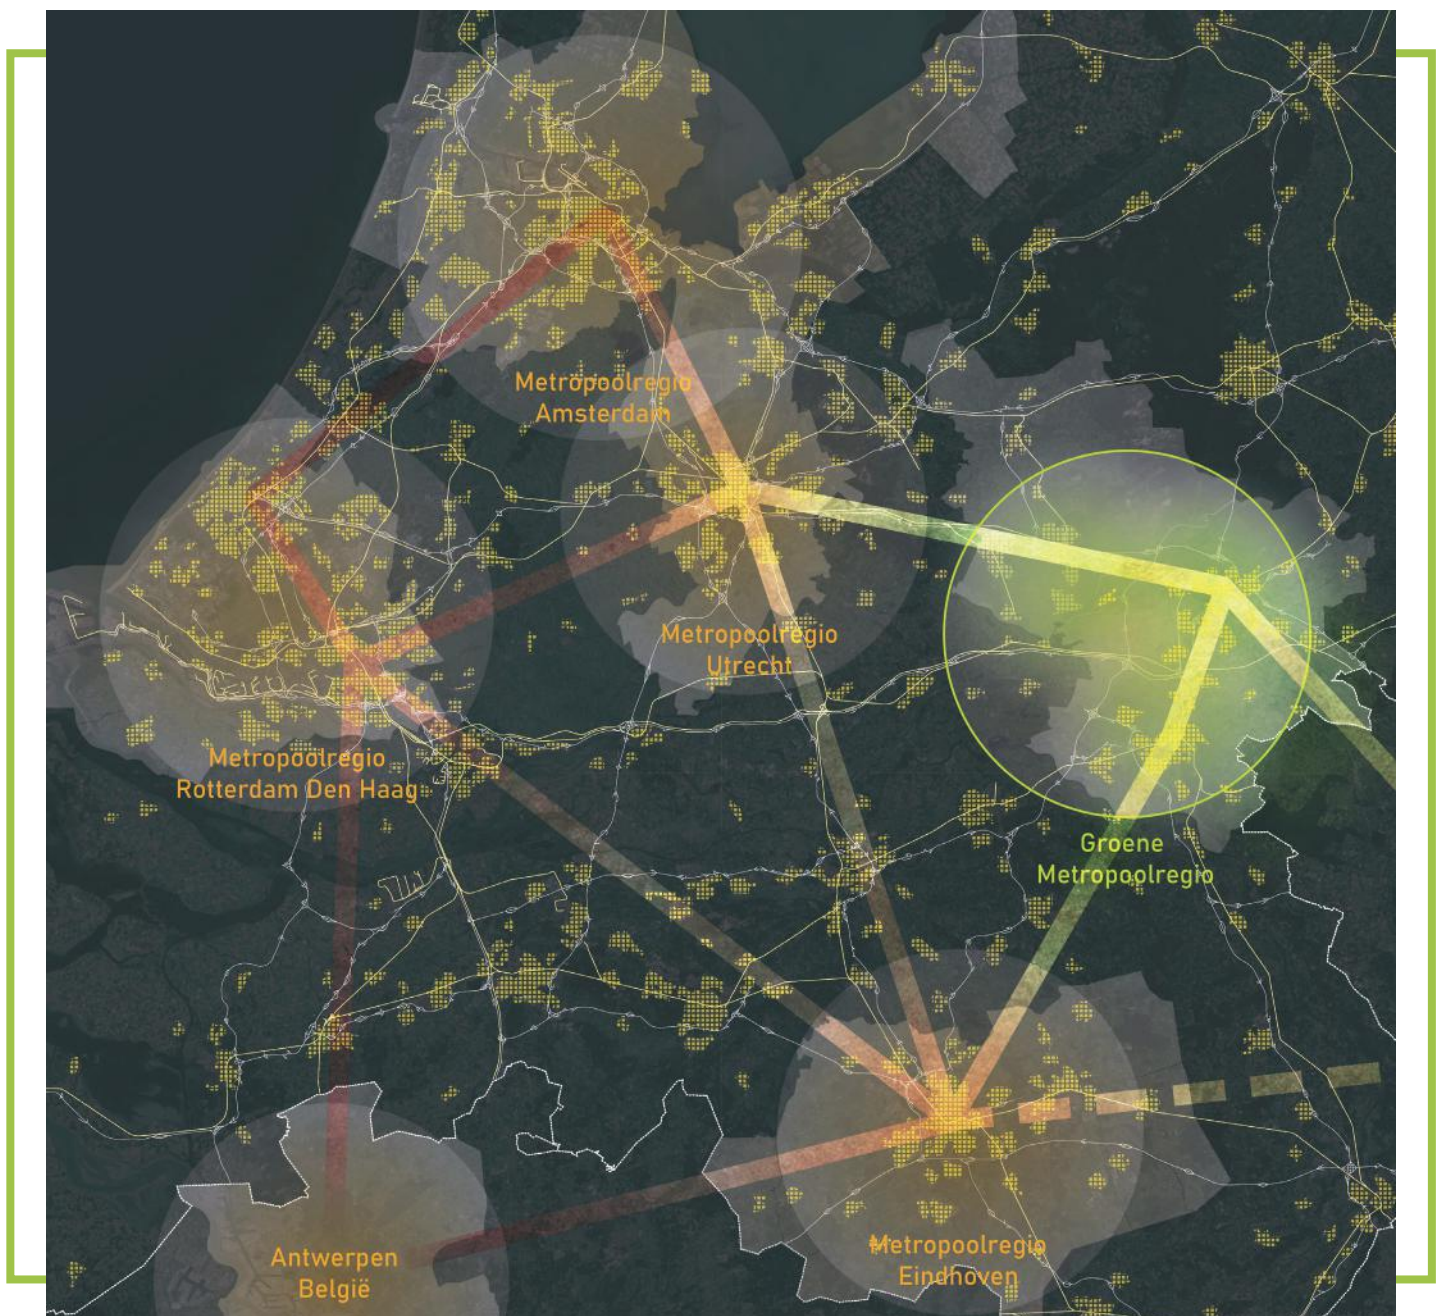 Metropoolregio
Amsterdam
Metropoolregio
Utrecht
Metropoolregio
Rotterdam Den Haag
Groene
Metropoolregio
Antwerpen
België
Metropoolregio
Eindhoven